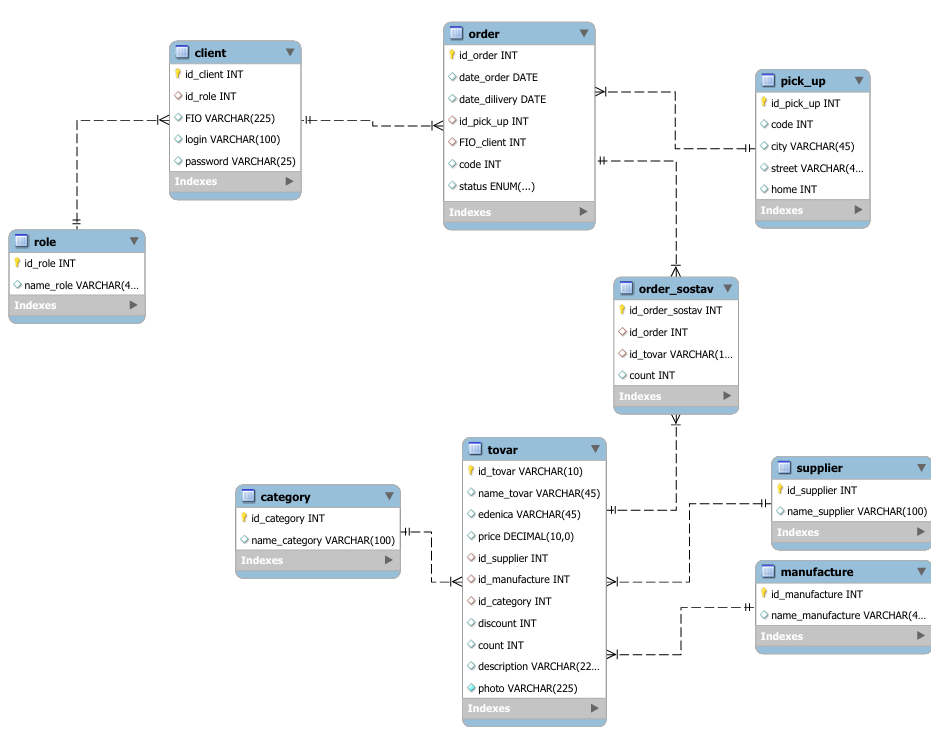 client
id_client INT
id_role INT
FIO VARCHAR(225)
login VARCHAR(100)
password VARCHAR(25)
Indexes
order
id_order INT
date_order DATE
date_dilivery DATE
id_pick_up INT
FIO_client INT
code INT
status ENUM(...)
Indexes
pick_up
id_pick_up INT
code INT
city VARCHAR(45)
street VARCHAR(4...
home INT
Indexes
role
id_role INT
name_role VARCHAR(4...
Indexes
order_sostav
id_order_sostav INT
id_order INT
id_tovar VARCHAR(1...
count INT
Indexes
tovar
id_tovar VARCHAR(10)
name_tovar VARCHAR(45)
edenica VARCHAR(45)
price DECIMAL(10,0)
id_supplier INT
id_manufacture INT
id_category INT
discount INT
count INT
description VARCHAR(22...
photo VARCHAR(225)
Indexes
category
id_category INT
name_category VARCHAR(100)
Indexes
supplier
id_supplier INT
name_supplier VARCHAR(100)
Indexes
manufacture
id_manufacture INT
name_manufacture VARCHAR(4...
Indexes